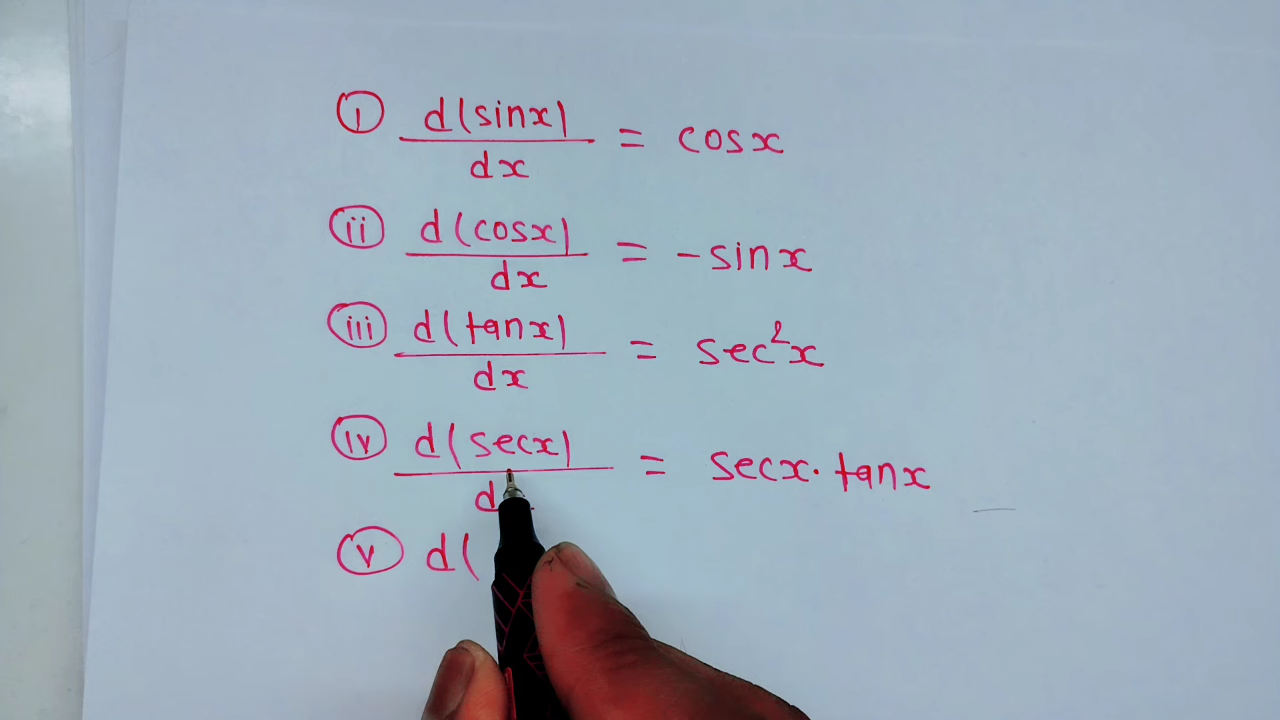 i d(sinx)/dx = cosx
ii d(cosx)/dx = -sinx
iii d(tanx)/dx = sec²x
iv d(secx)/d = secx. tanx
v d(